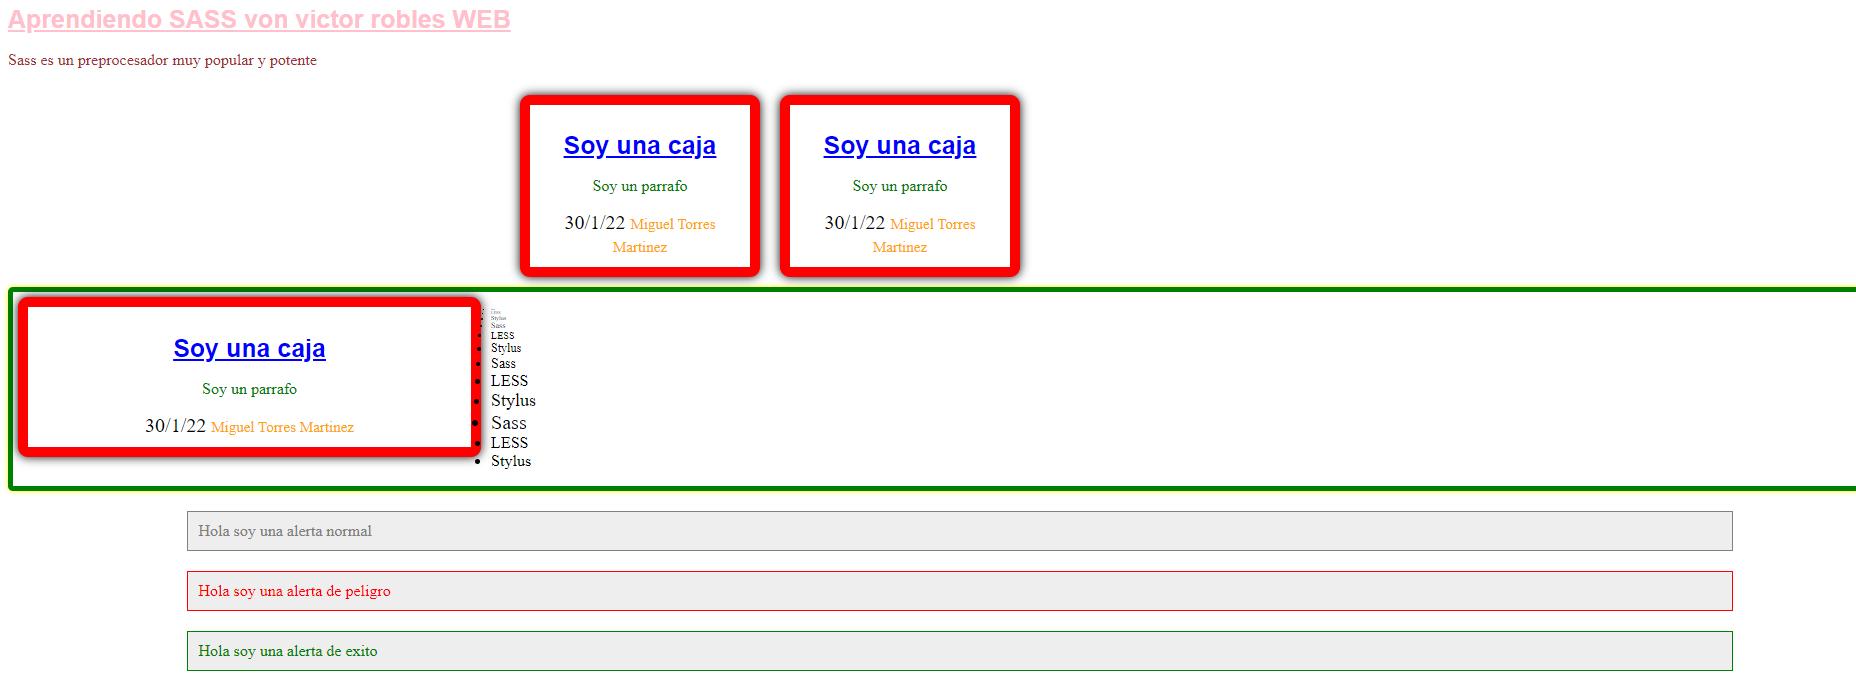 Aprendiendo SASS von victor robles WEB
Sass es un preprocesador muy popular y potente
Soy una caja
Soy un parrafo
30/1/22 Miguel Torres
Martinez
Soy una caja
Soy un parrafo
30/1/22 Miguel Torres
Martinez
Soy una caja
Soy un parrafo
30/1/22 Miguel Torres Martinez
LESS
Stylus
Sass
LESS
Stylus
Sass
LESS
Stylus
Sass
LESS
Stylus
Hola soy una alerta normal
Hola soy una alerta de peligro
Hola soy una alerta de exito